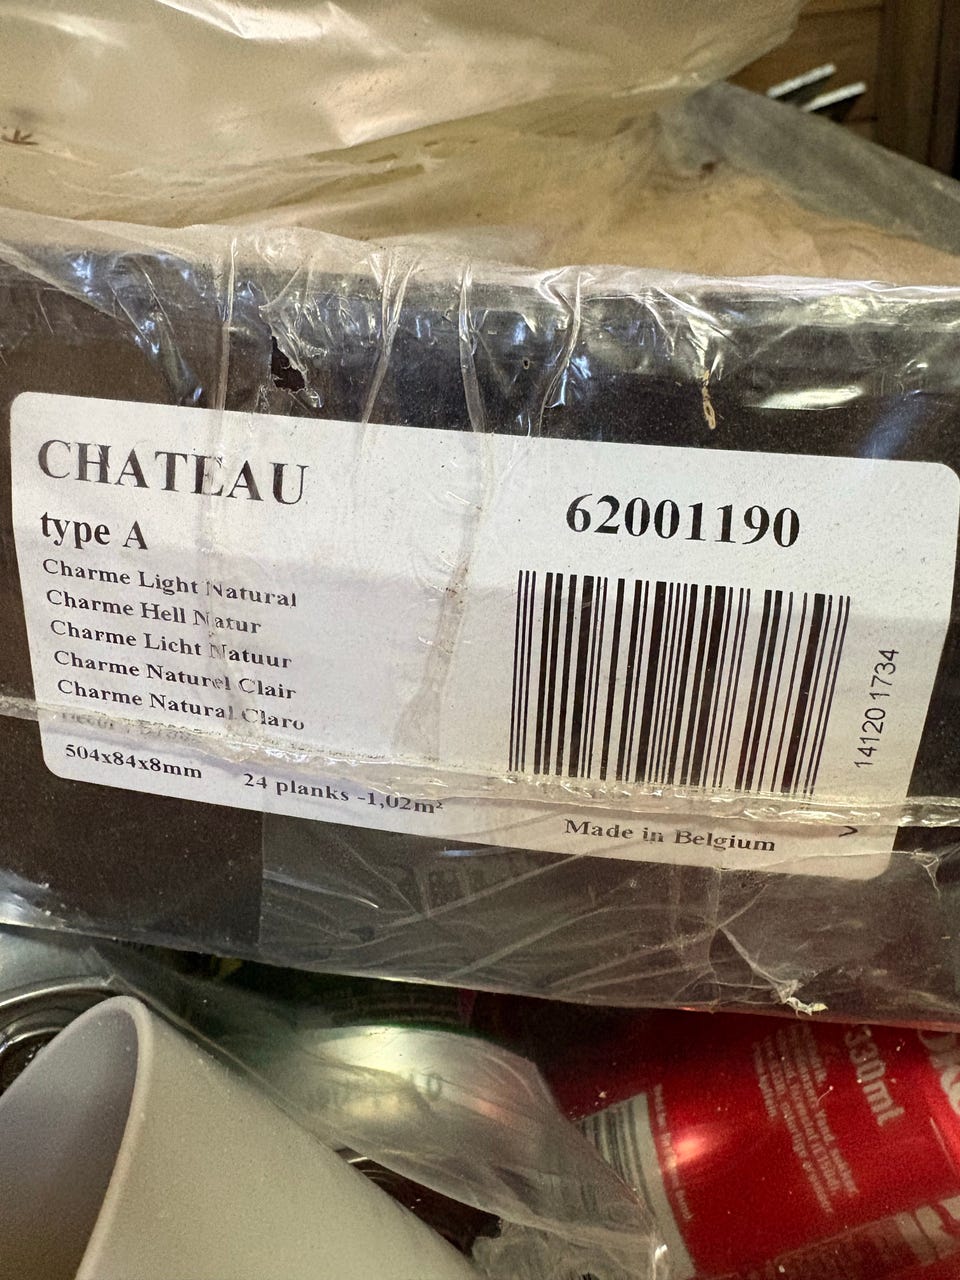 CHATEAU
type A
Charme Light Natural
Charme Hell Natur
Charme Licht Natuur
Charme Naturel Clair
Charme Natural Claro
504x84x8mm
24 planks -1,02m²
62001190
14120 1734
Made in Belgium
>
330ml